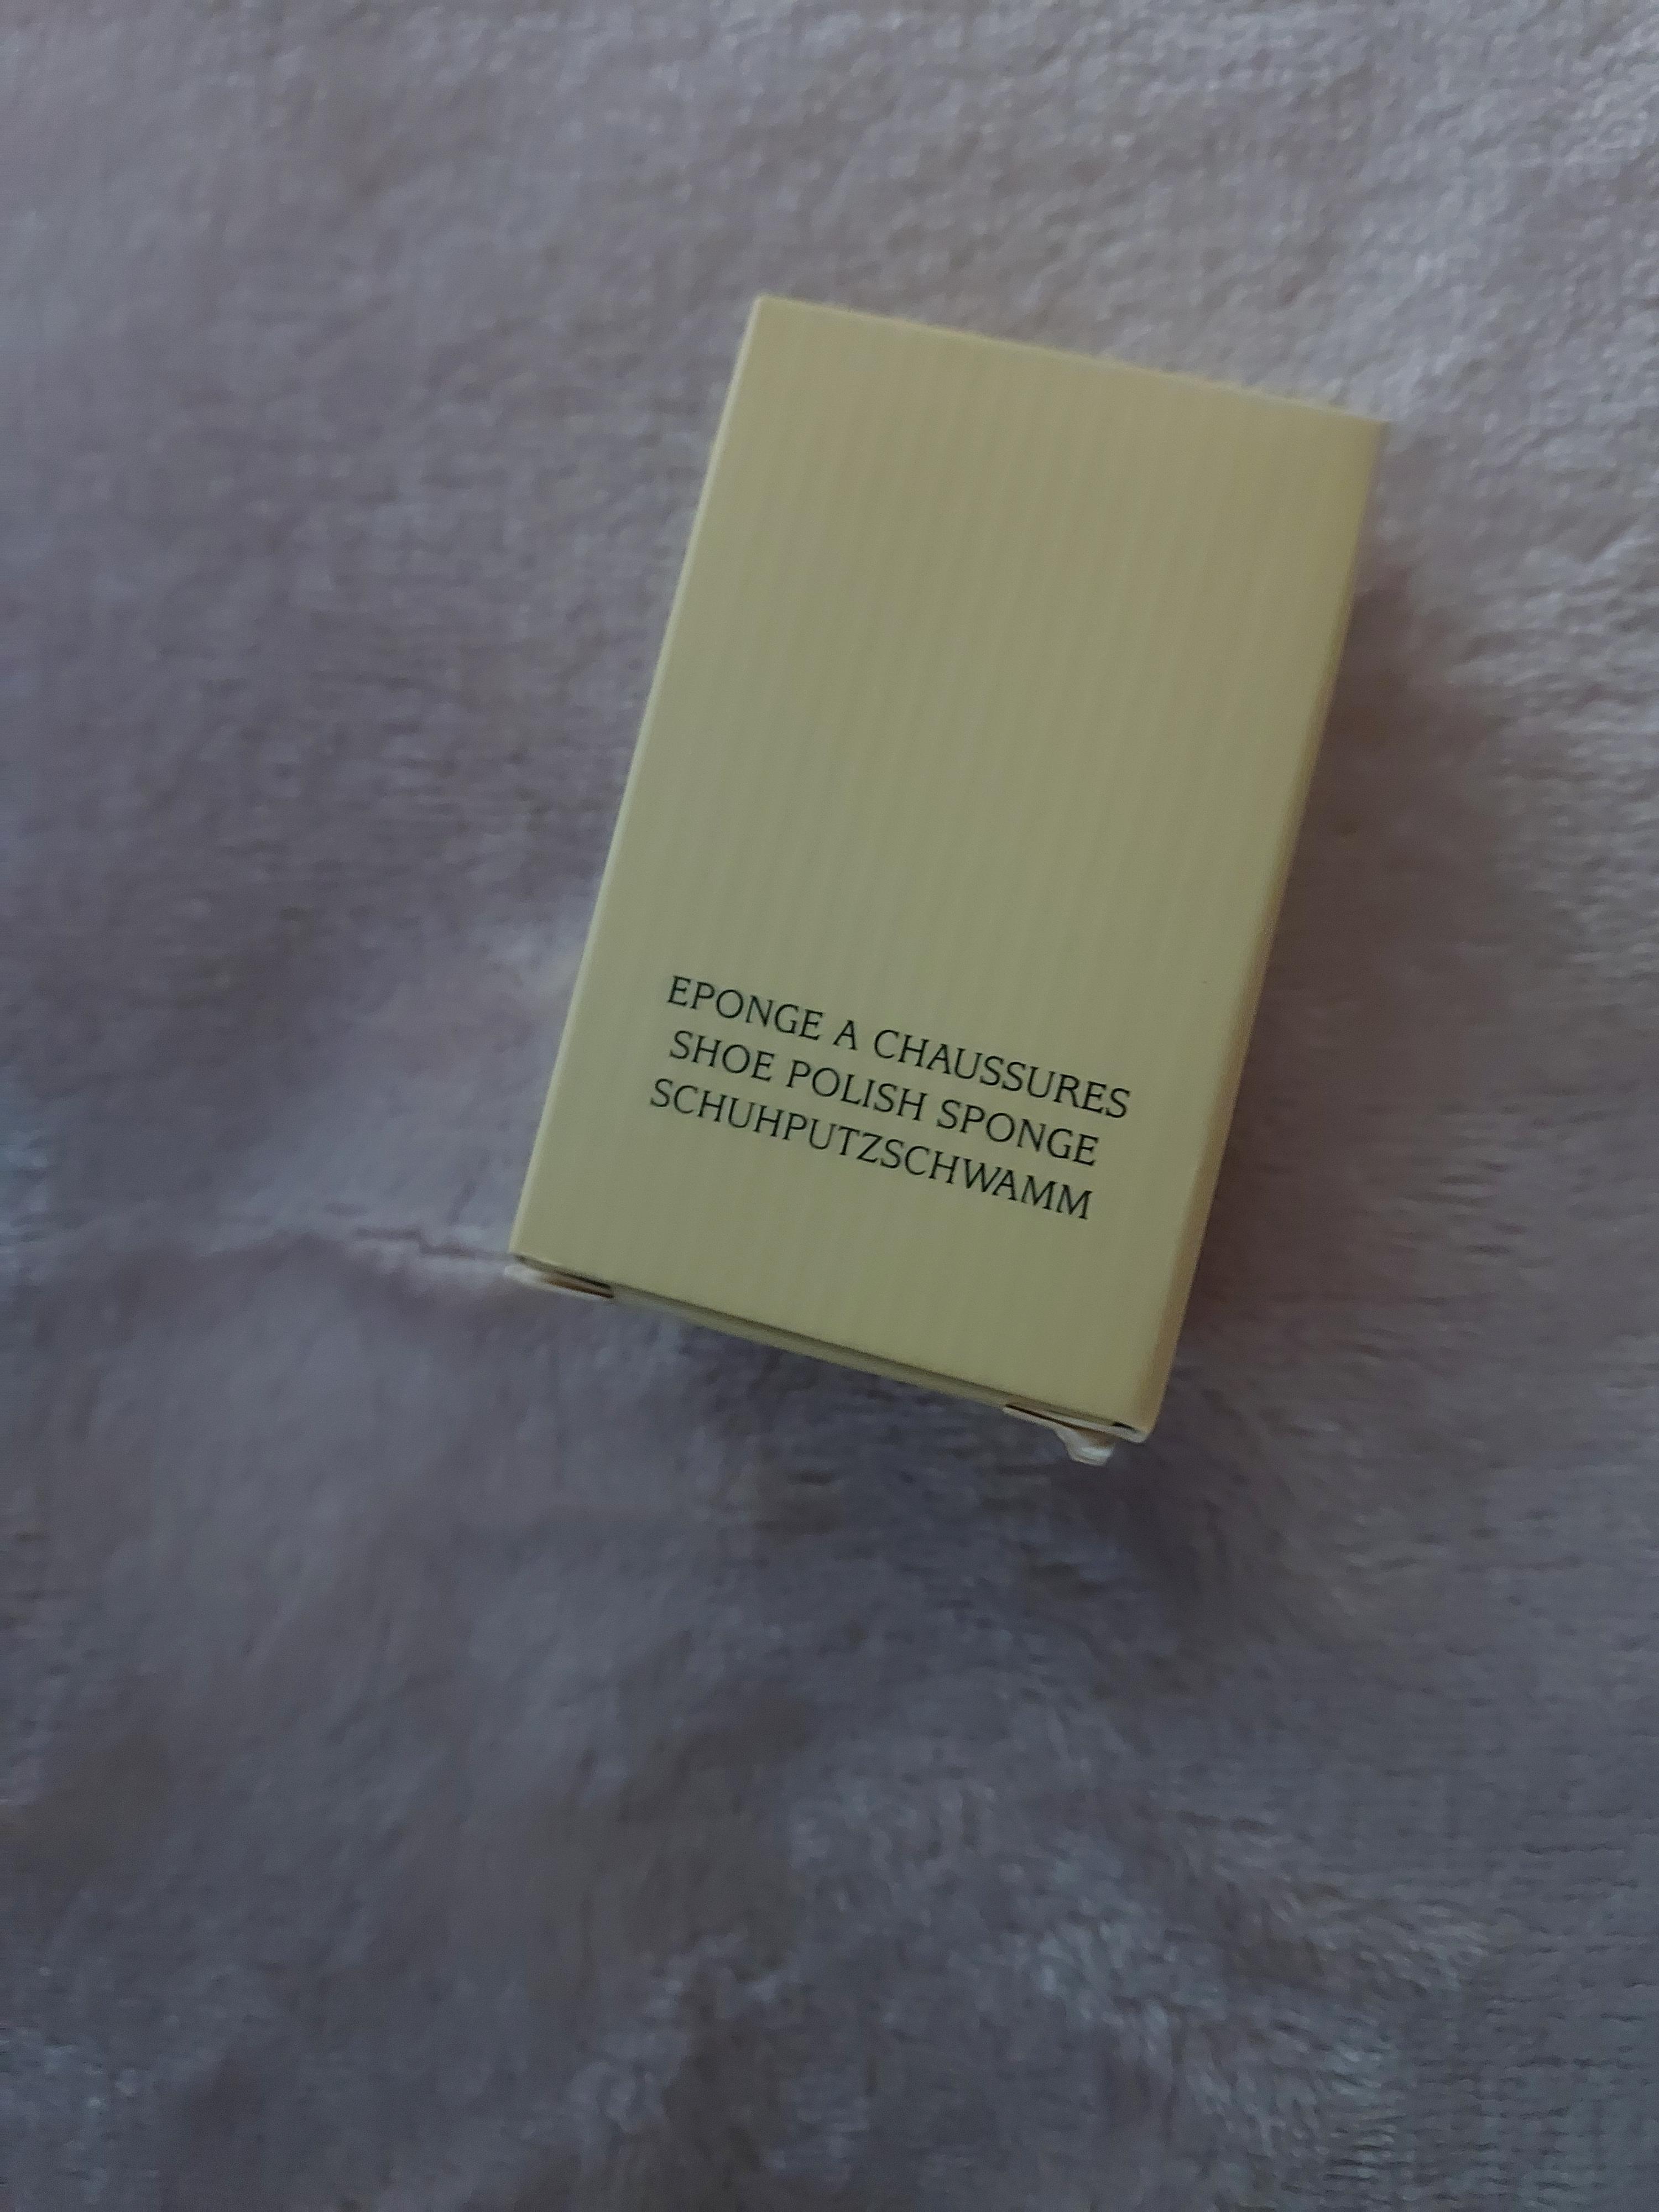 EPONGE A CHAUSSURES
SHOE POLISH SPONGE
SCHUHPUTZSCHWAMM